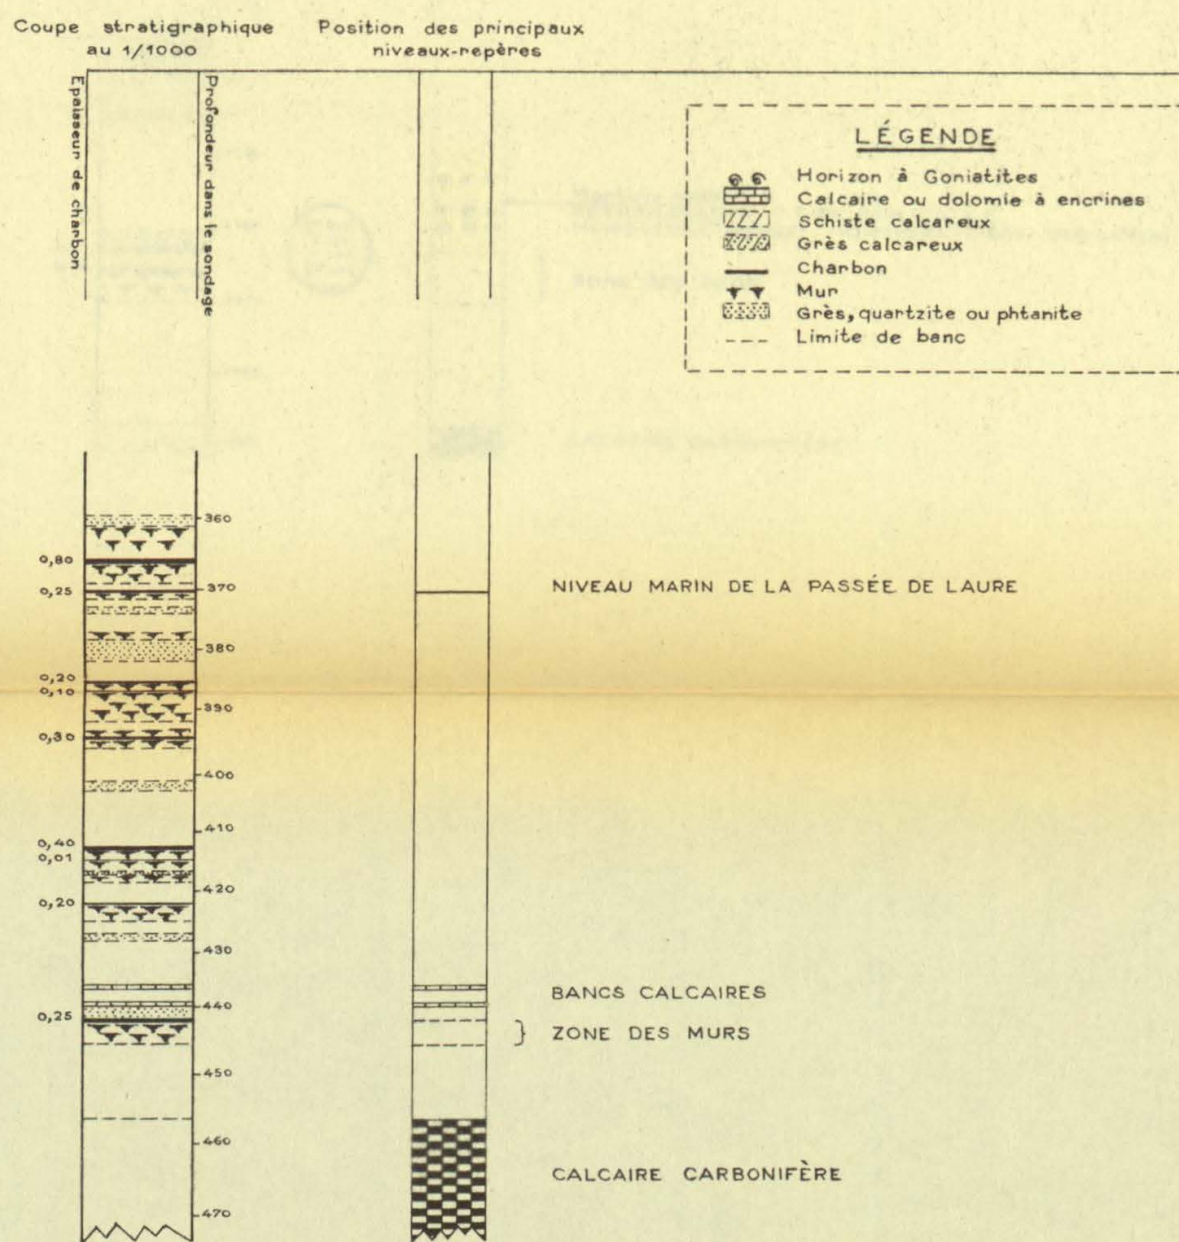 Coupe stratigraphique
au 1/1000
Position des principaux
niveaux-repères
Epaisseur de charbon
Profondeur dans le sondage
LÉGENDE
Horizon à Goniatites
Calcaire ou dolomie à encrines
Schiste calcareux
Grès calcareux
Charbon
Mur
Grès, quartzite ou phtanite
Limite de banc
360
0,80
0,25
370
NIVEAU MARIN DE LA PASSÉE DE LAURE
380
0,20
0,10
390
0,30
400
410
0,40
0,01
420
0,20
430
BANCS CALCAIRES
440
0,25
ZONE DES MURS
450
460
CALCAIRE CARBONIFÈRE
470